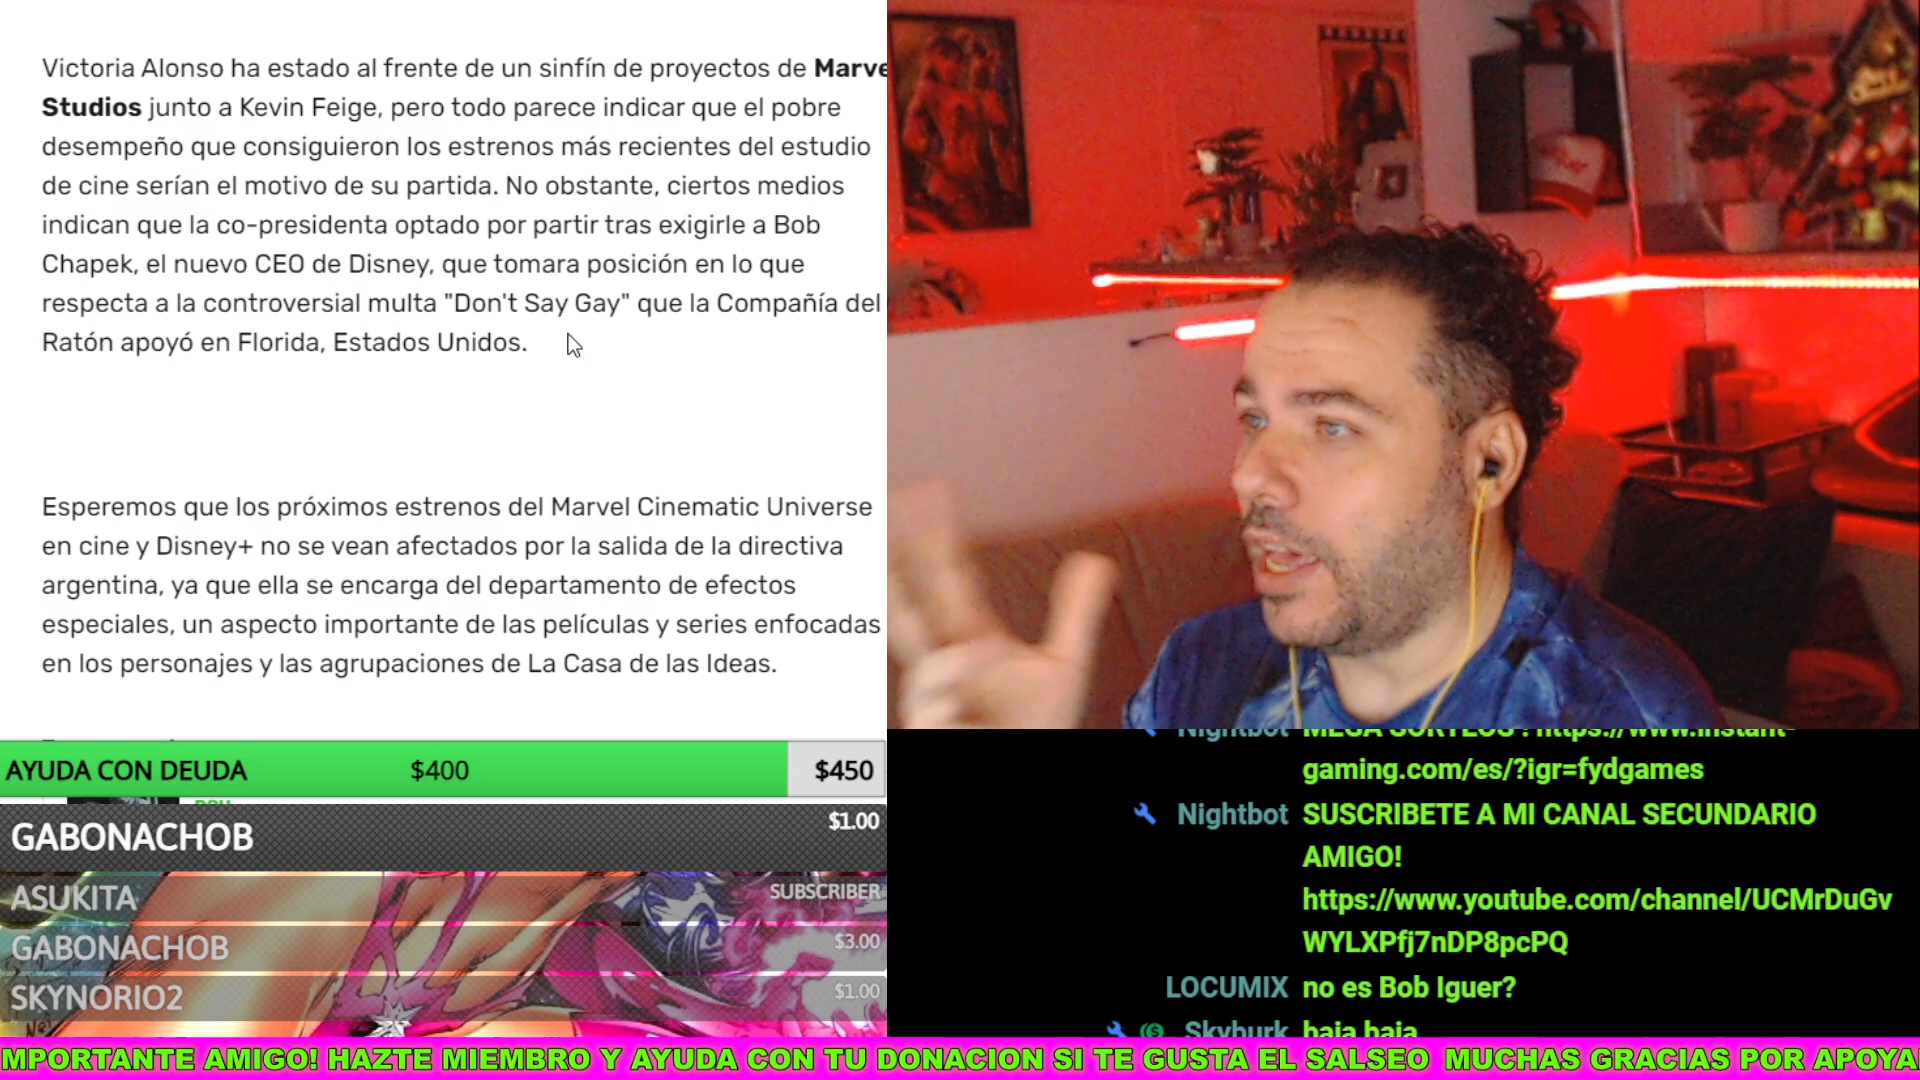 Victoria Alonso ha estado al frente de un sinfín de proyectos de Marve
Studios junto a Kevin Feige, pero todo parece indicar que el pobre
desempeño que consiguieron los estrenos más recientes del estudio
de cine serían el motivo de su partida. No obstante, ciertos medios
indican que la co-presidenta optado por partir tras exigirle a Bob
Chapek, el nuevo CEO de Disney, que tomara posición en lo que
respecta a la controversial multa "Don't Say Gay" que la Compañía del
Ratón apoyó en Florida, Estados Unidos.
Esperemos que los próximos estrenos del Marvel Cinematic Universe
en cine y Disney+ no se vean afectados por la salida de la directiva
argentina, ya que ella se encarga del departamento de efectos
especiales, un aspecto importante de las películas y series enfocadas
en los personajes y las agrupaciones de La Casa de las Ideas.
AYUDA CON DEUDA $400 $450
GABONACHOB $1.00
ASUKITA SUBSCRIBER
GABONACHOB $3.00
SKYNORIO2 $1.00
Nightbot MEGA SORTEOS ! https://www.instant-
gaming.com/es/?igr=fydgames
Nightbot SUSCRIBETE A MI CANAL SECUNDARIO
AMIGO!
https://www.youtube.com/channel/UCMrDuGv
WYLXPfj7nDP8pcPQ
LOCUMIX no es Bob Iguer?
Skyburk baja baja
MPORTANTE AMIGO! HAZTE MIEMBRO Y AYUDA CON TU DONACION SI TE GUSTA EL SALSEO MUCHAS GRACIAS POR APOYA